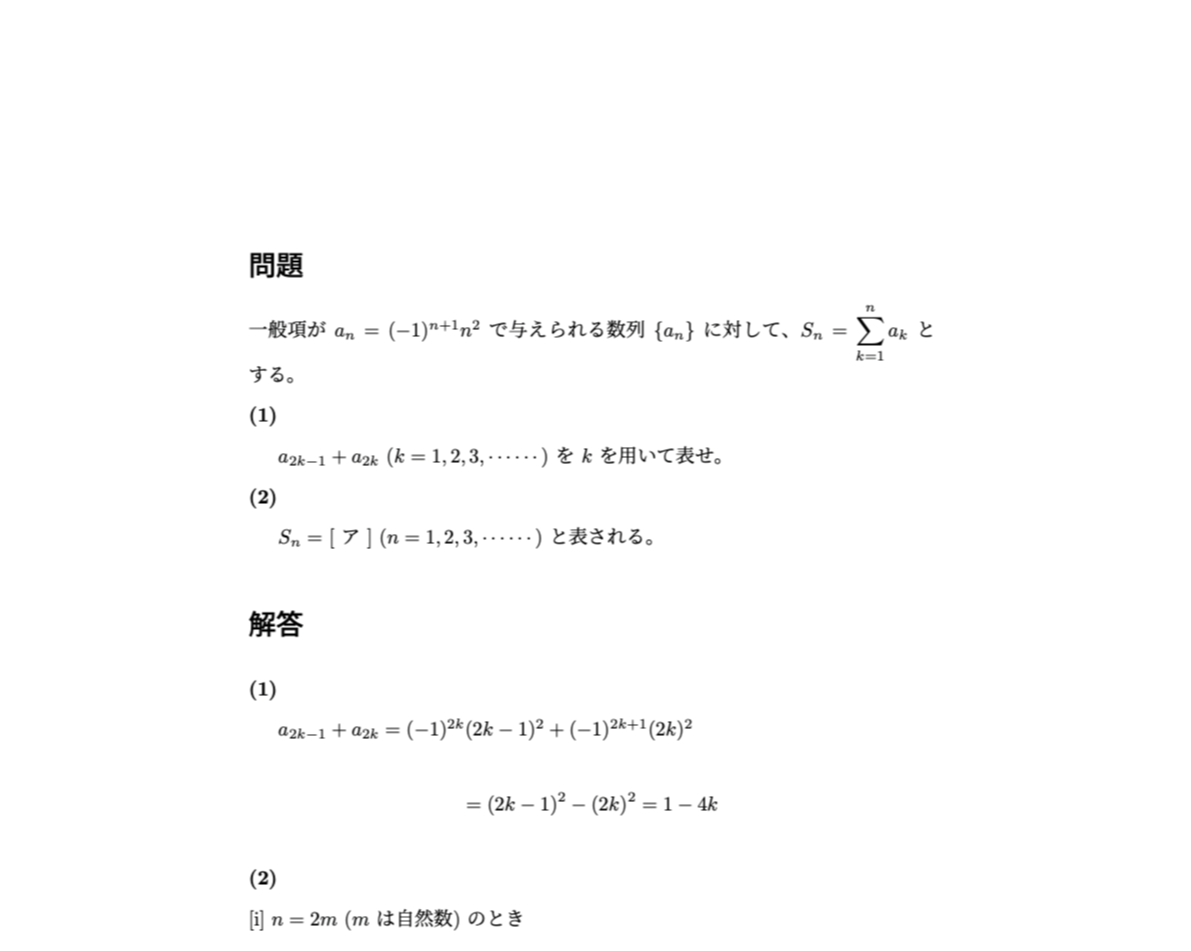 問題
一般項が $a_n = (-1)^{n+1}n^2$ で与えられる数列 $\{a_n\}$ に対して、$S_n = \sum_{k=1}^{n} a_k$ と
する。
(1)
$a_{2k-1} + a_{2k}\ (k = 1, 2, 3, \cdots\cdots)$ を $k$ を用いて表せ。
(2)
$S_n = [\ ア\ ]\ (n = 1, 2, 3, \cdots\cdots)$ と表される。
解答
(1)
$a_{2k-1} + a_{2k} = (-1)^{2k}(2k-1)^2 + (-1)^{2k+1}(2k)^2$
$= (2k-1)^2 - (2k)^2 = 1 - 4k$
(2)
[i] $n = 2m$ ($m$ は自然数) のとき